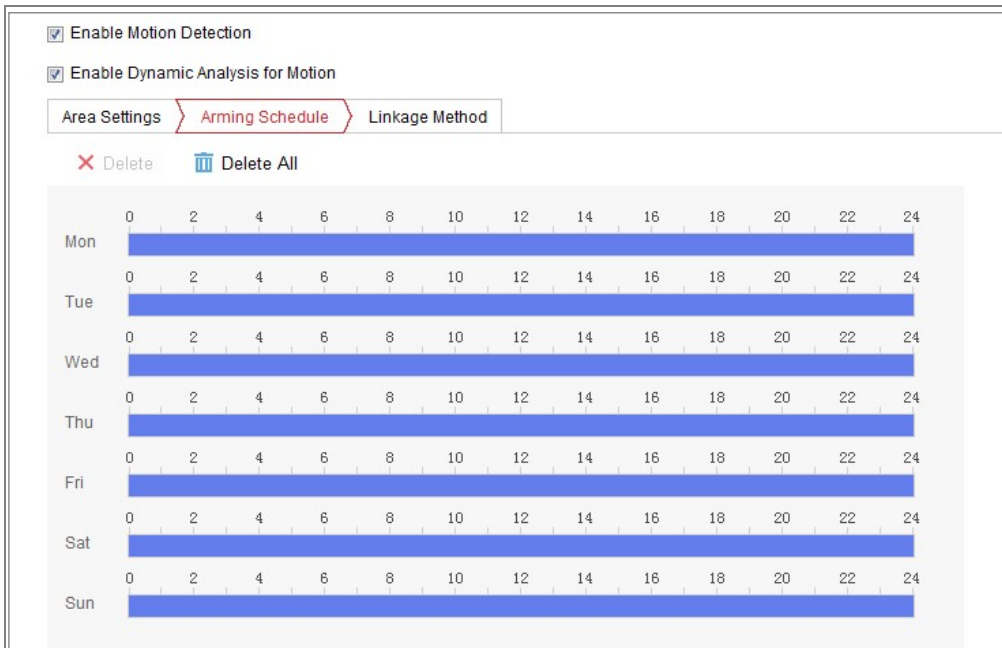 Enable Motion Detection
Enable Dynamic Analysis for Motion
Area Settings Arming Schedule Linkage Method
Delete Delete All
0 2 4 6 8 10 12 14 16 18 20 22 24
Mon
0 2 4 6 8 10 12 14 16 18 20 22 24
Tue
0 2 4 6 8 10 12 14 16 18 20 22 24
Wed
0 2 4 6 8 10 12 14 16 18 20 22 24
Thu
0 2 4 6 8 10 12 14 16 18 20 22 24
Fri
0 2 4 6 8 10 12 14 16 18 20 22 24
Sat
0 2 4 6 8 10 12 14 16 18 20 22 24
Sun